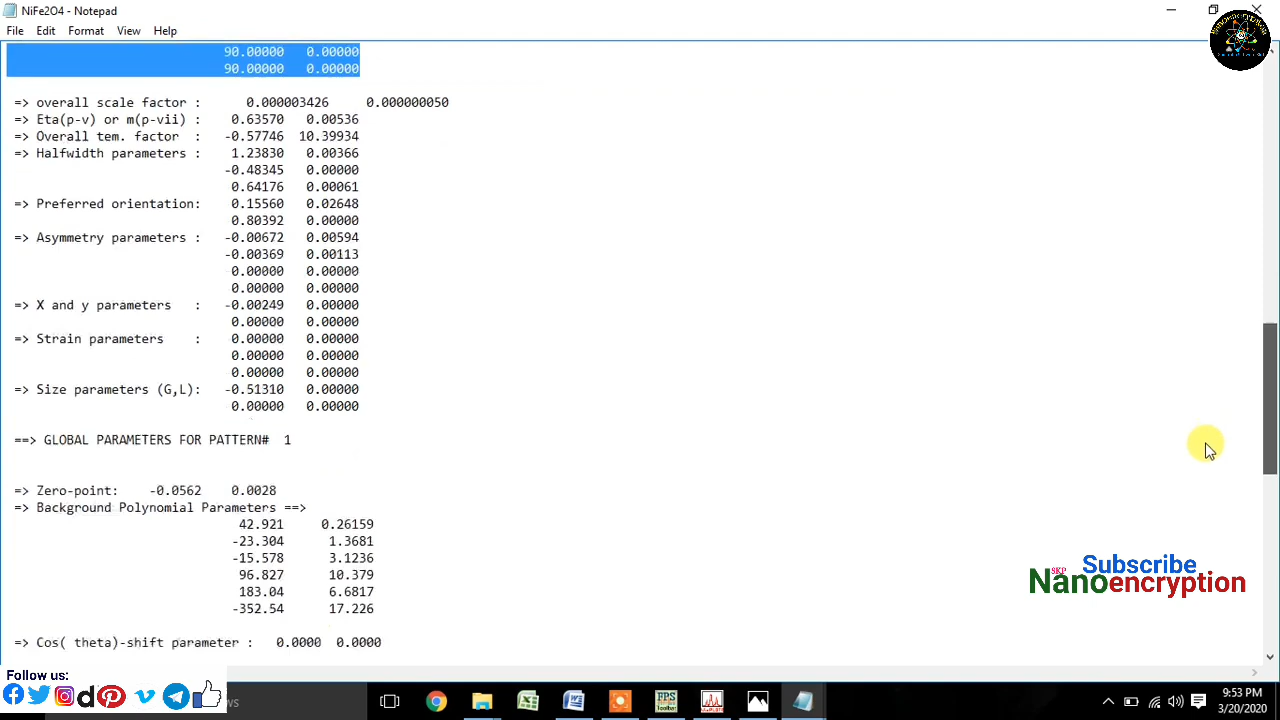 NiFe2O4 - Notepad
File Edit Format View Help
90.00000 0.00000
90.00000 0.00000
=> overall scale factor : 0.000003426 0.000000050
=> Eta(p-v) or m(p-vii) : 0.63570 0.00536
=> Overall tem. factor : -0.57746 10.39934
=> Halfwidth parameters : 1.23830 0.00366
-0.48345 0.00000
0.64176 0.00061
=> Preferred orientation: 0.15560 0.02648
0.80392 0.00000
=> Asymmetry parameters : -0.00672 0.00594
-0.00369 0.00113
0.00000 0.00000
0.00000 0.00000
=> X and y parameters : -0.00249 0.00000
0.00000 0.00000
=> Strain parameters : 0.00000 0.00000
0.00000 0.00000
0.00000 0.00000
=> Size parameters (G,L): -0.51310 0.00000
0.00000 0.00000
==> GLOBAL PARAMETERS FOR PATTERN# 1
=> Zero-point: -0.0562 0.0028
=> Background Polynomial Parameters ==>
42.921 0.26159
-23.304 1.3681
-15.578 3.1236
96.827 10.379
183.04 6.6817
-352.54 17.226
=> Cos( theta)-shift parameter : 0.0000 0.0000
Subscribe
SKP
Nanoencryption
Follow us:
9:53 PM
3/20/2020